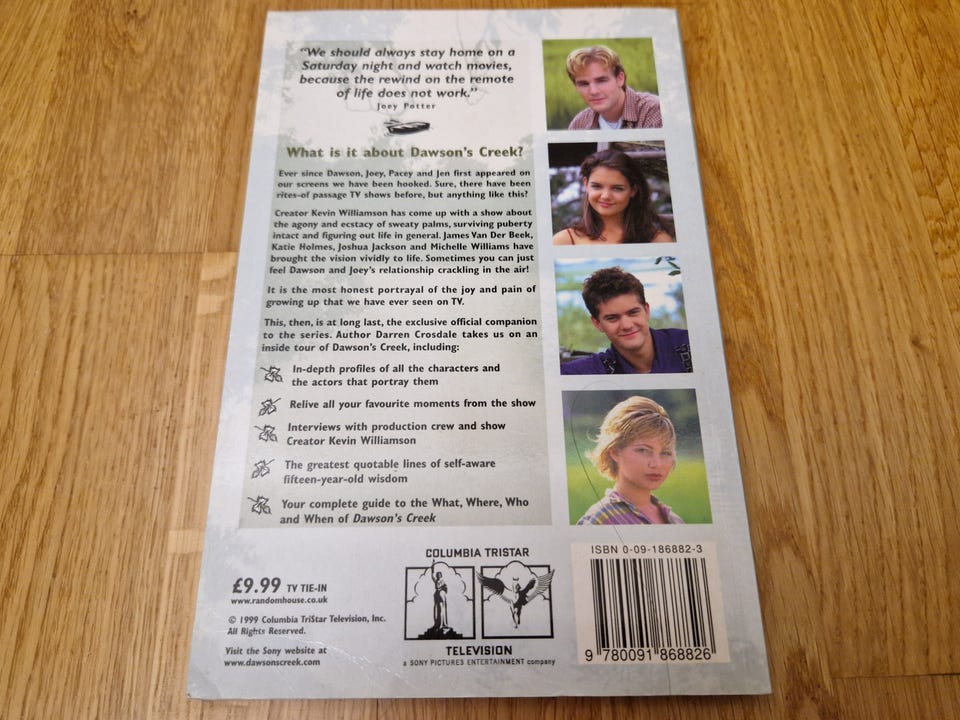 "We should always stay home on a
Saturday night and watch movies,
because the rewind on the remote
of life does not work."
Joey Potter
What is it about Dawson's Creek?
Ever since Dawson, Joey, Pacey and Jen first appeared on
our screens we have been hooked. Sure, there have been
rites-of passage TV shows before, but anything like this?
Creator Kevin Williamson has come up with a show about
the agony and ecstacy of sweaty palms, surviving puberty
intact and figuring out life in general. James Van Der Beek,
Katie Holmes, Joshua Jackson and Michelle Williams have
brought the vision vividly to life. Sometimes you can just
feel Dawson and Joey's relationship crackling in the air!
It is the most honest portrayal of the joy and pain of
growing up that we have ever seen on TV.
This, then, is at long last, the exclusive official companion
to the series. Author Darren Crosdale takes us on an
inside tour of Dawson's Creek, including:
In-depth profiles of all the characters and
the actors that portray them
Relive all your favourite moments from the show
Interviews with production crew and show
Creator Kevin Williamson
The greatest quotable lines of self-aware
fifteen-year-old wisdom
Your complete guide to the What, Where, Who
and When of Dawson's Creek
£9.99 TV TIE-IN
www.randomhouse.co.uk
© 1999 Columbia TriStar Television, Inc.
All Rights Reserved.
Visit the Sony website at
www.dawsonscreek.com
COLUMBIA TRISTAR
TELEVISION
a SONY PICTURES ENTERTAINMENT company
ISBN 0-09-186882-3
9 780091 868826